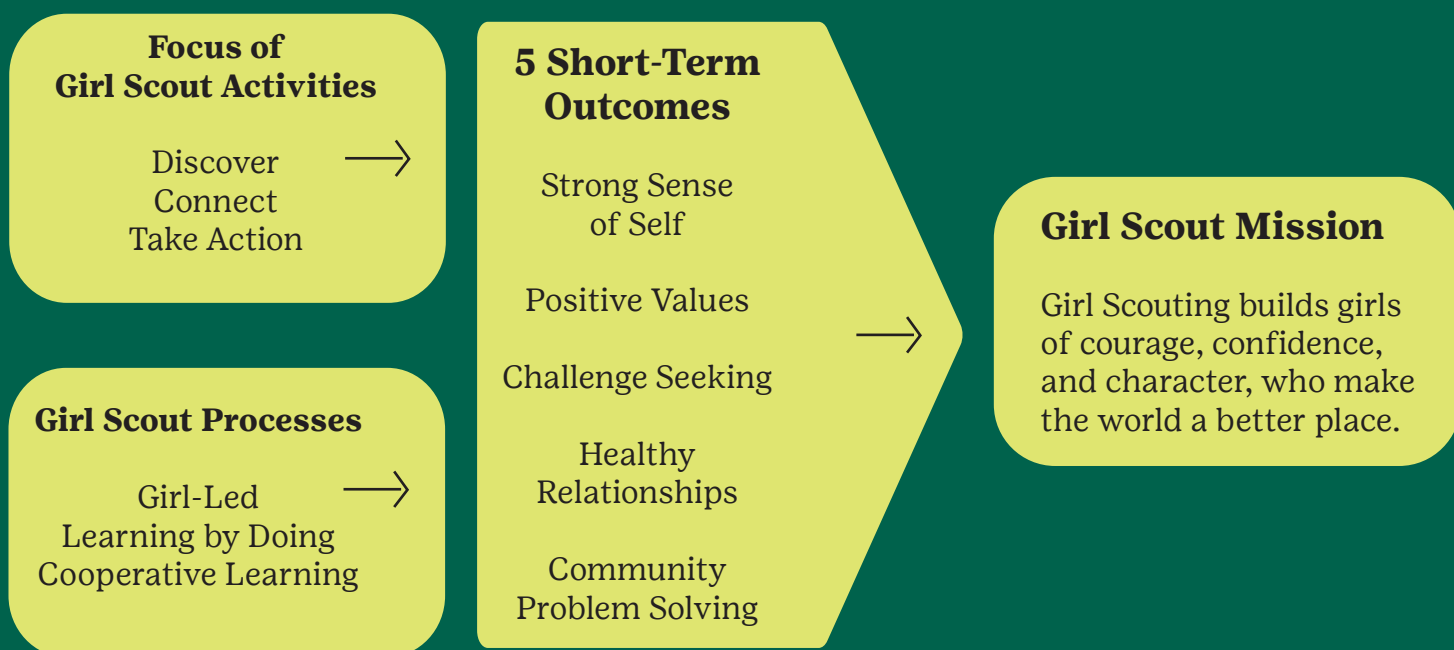 Focus of
Girl Scout Activities
Discover
Connect
Take Action
Girl Scout Processes
Girl-Led
Learning by Doing
Cooperative Learning
5 Short-Term
Outcomes
Strong Sense
of Self
Positive Values
Challenge Seeking
Healthy
Relationships
Community
Problem Solving
Girl Scout Mission
Girl Scouting builds girls
of courage, confidence,
and character, who make
the world a better place.